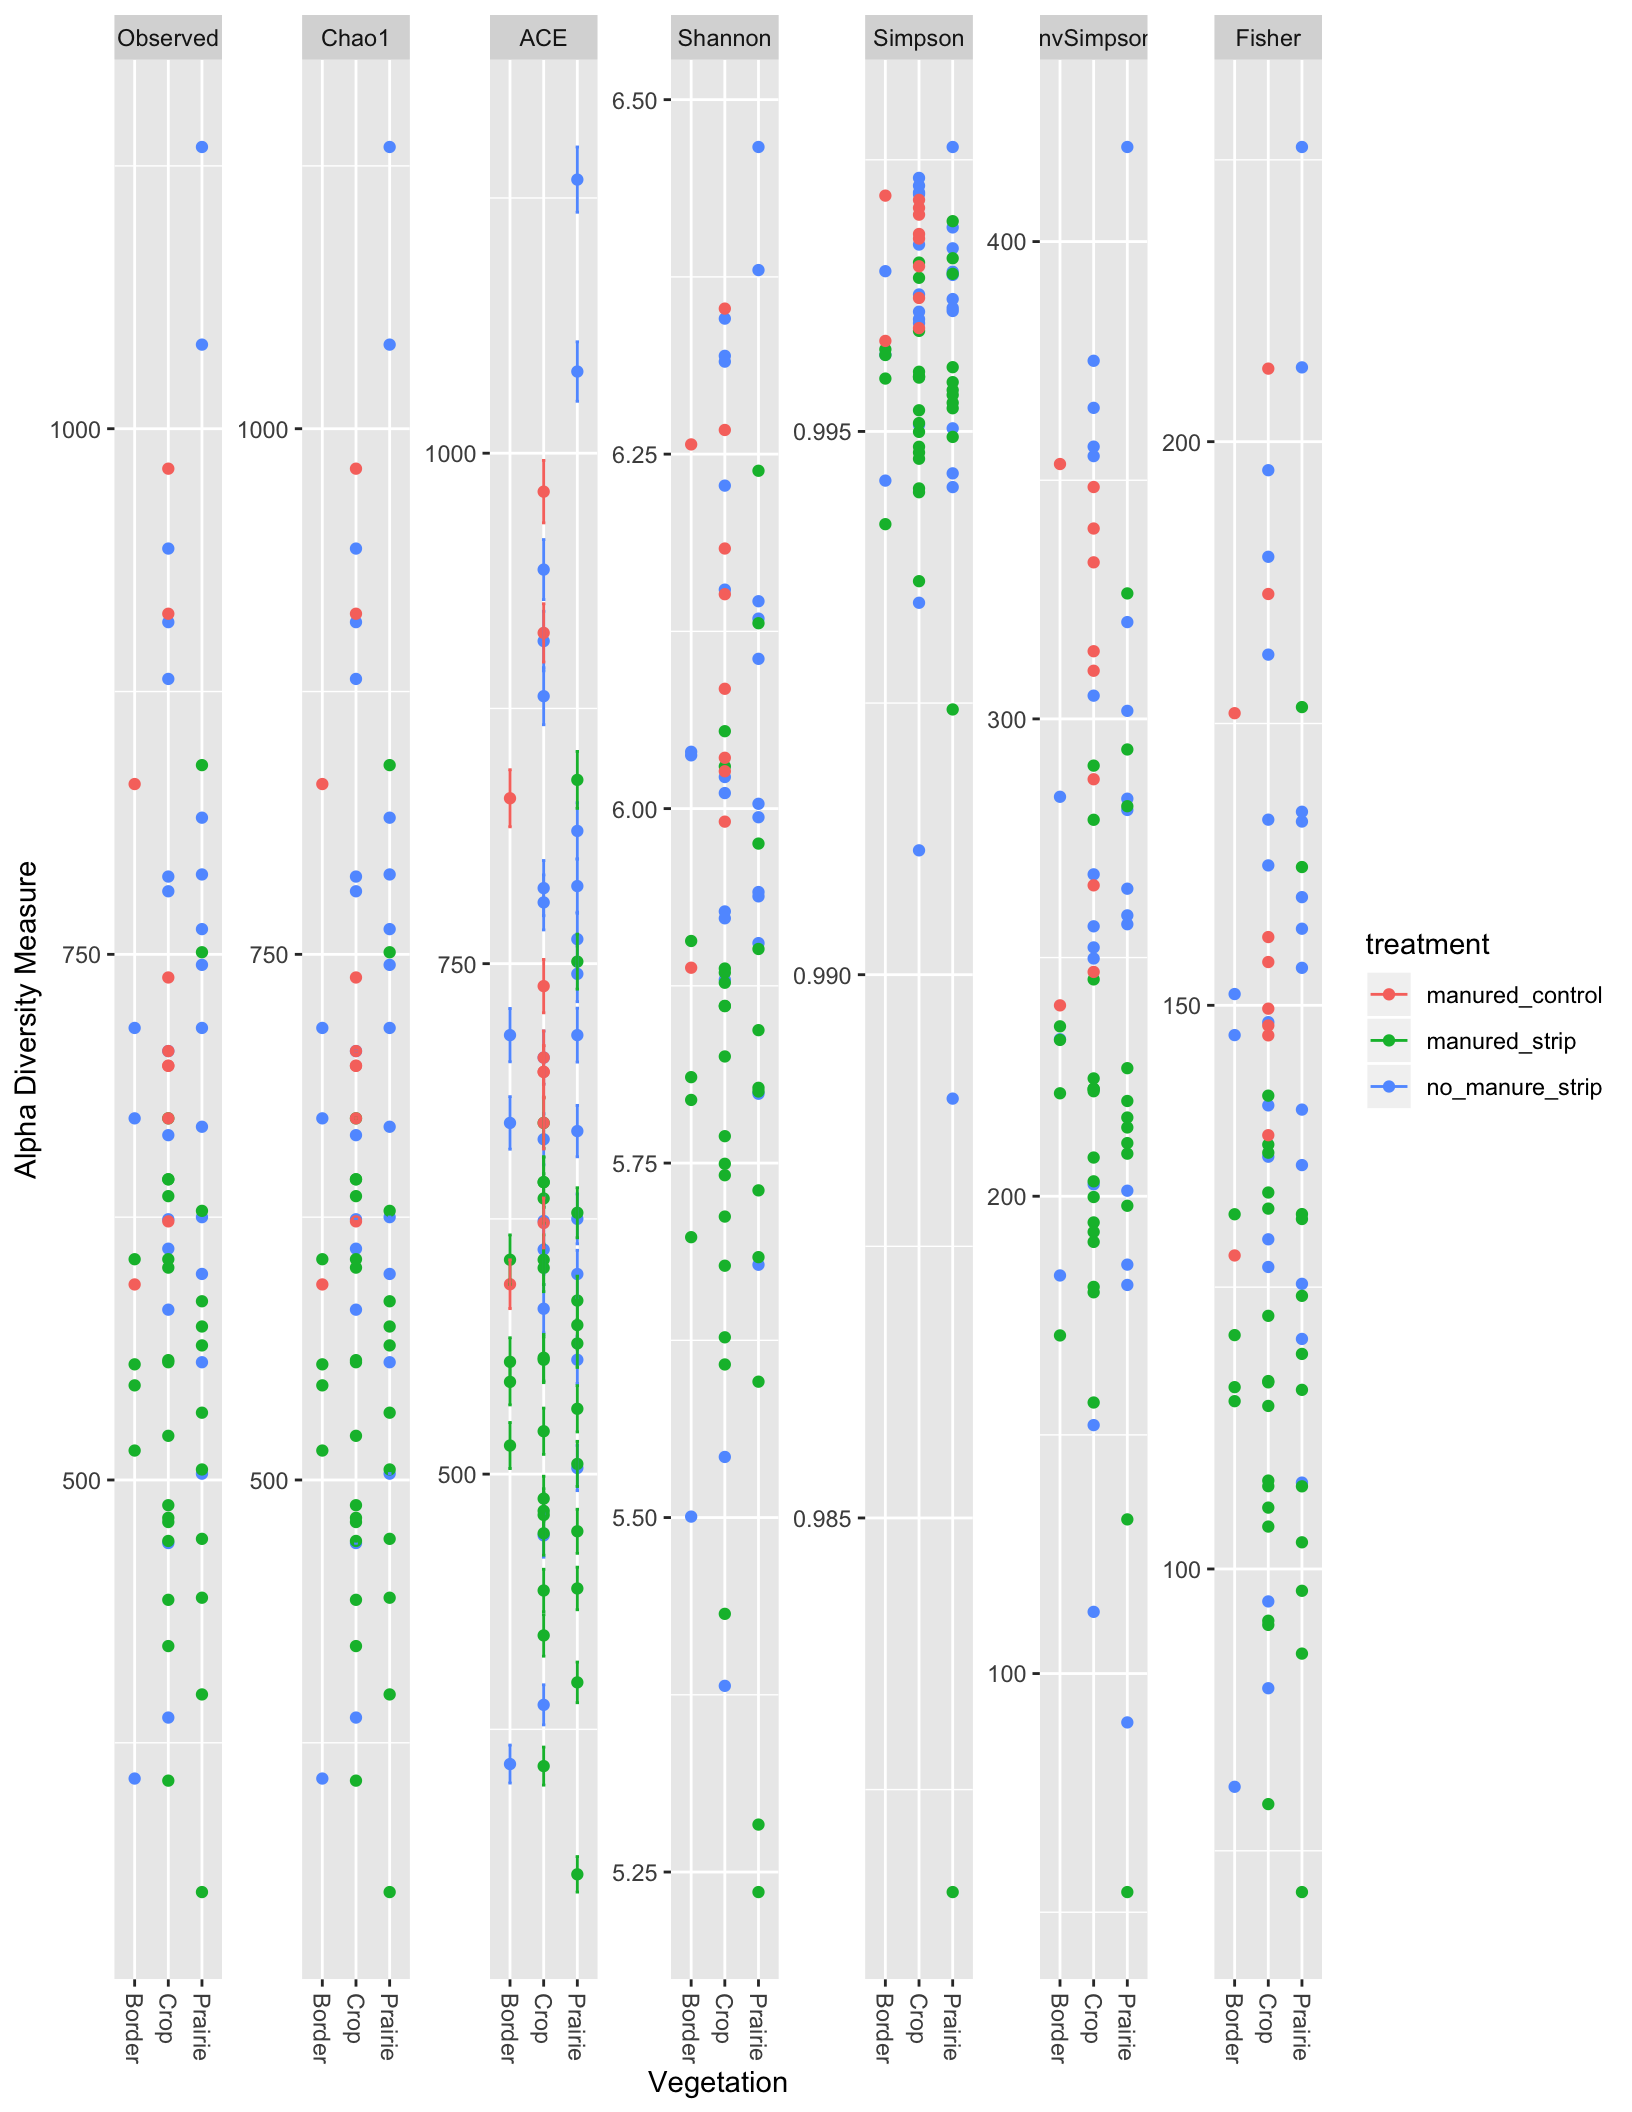 Observed
Chao1
ACE
Shannon
Simpson
nvSimpson
Fisher
1000
750
500
1000
750
500
1000
750
500
6.50
6.25
6.00
5.75
5.50
5.25
0.995
0.990
0.985
400
300
200
100
200
150
100
Alpha Diversity Measure
Border
Crop
Prairie
Border
Crop
Prairie
Border
Crop
Prairie
Border
Crop
Prairie
Border
Crop
Prairie
Border
Crop
Prairie
Border
Crop
Prairie
Vegetation
treatment
manured_control
manured_strip
no_manure_strip